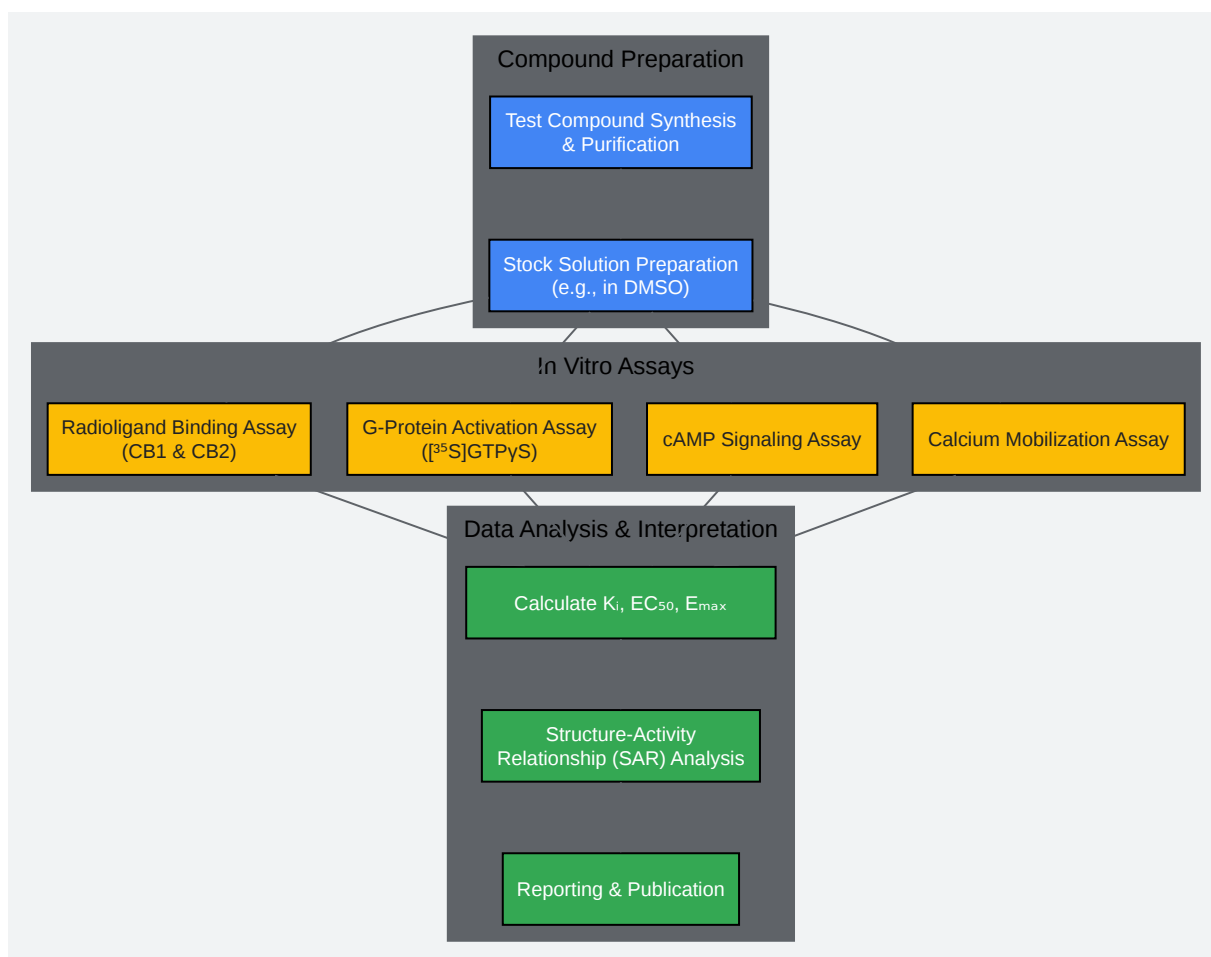 Compound Preparation
Test Compound Synthesis
& Purification
Stock Solution Preparation
(e.g., in DMSO)
In Vitro Assays
Radioligand Binding Assay
(CB1 & CB2)
G-Protein Activation Assay
([³⁵S]GTPγS)
cAMP Signaling Assay
Calcium Mobilization Assay
Data Analysis & Interpretation
Calculate Kᵢ, EC₅₀, Eₘₐₓ
Structure-Activity
Relationship (SAR) Analysis
Reporting & Publication